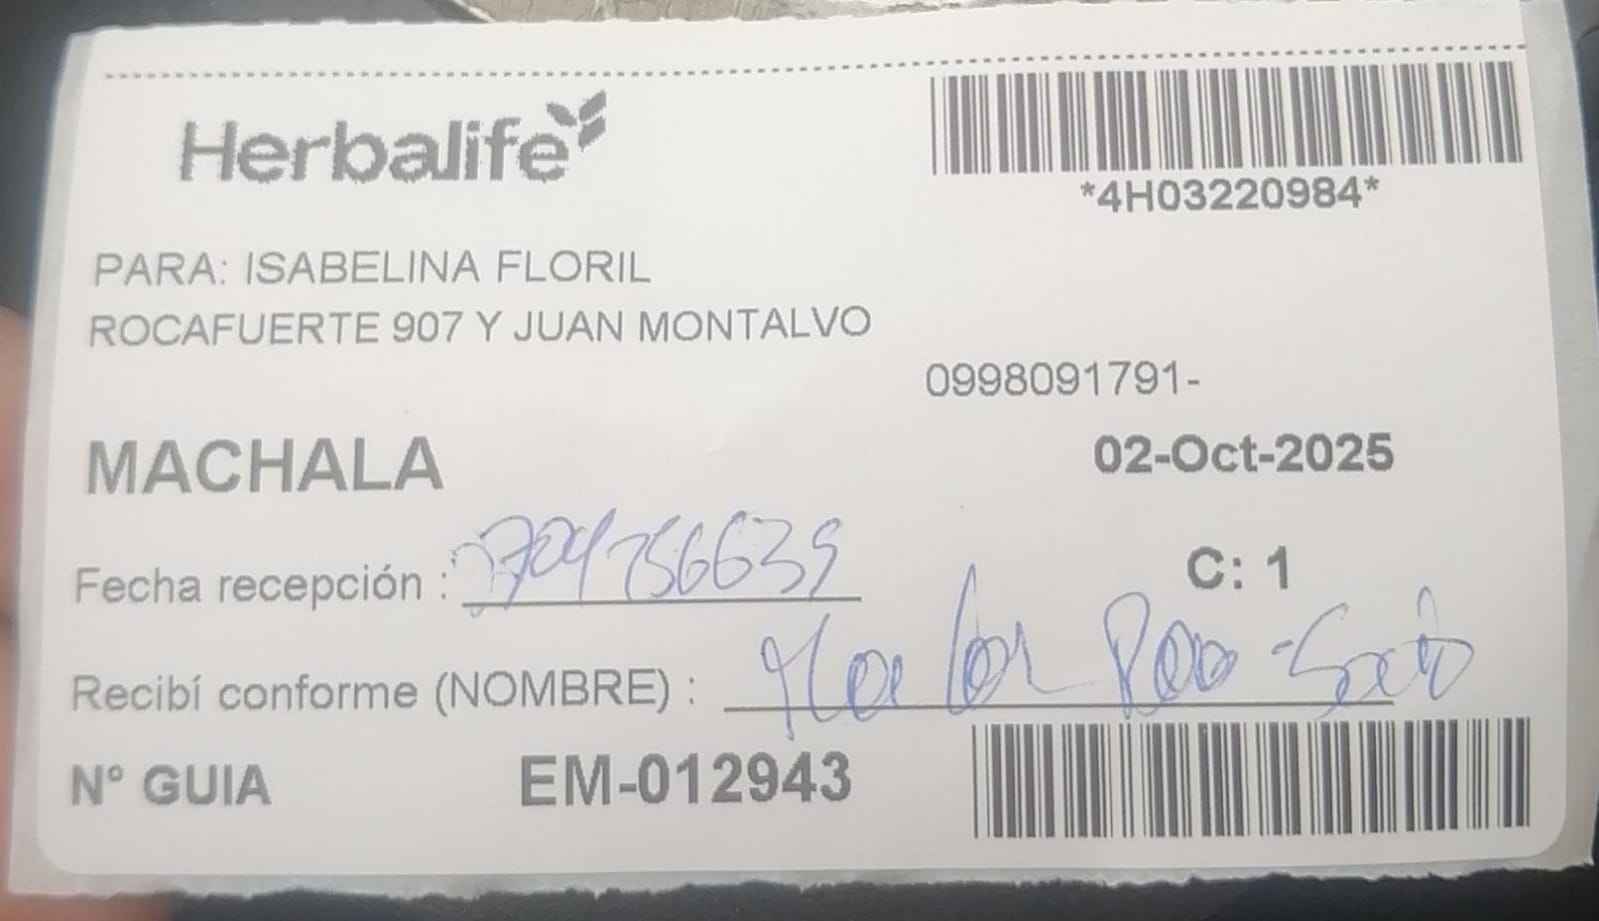 Herbalife
*4H03220984*
PARA: ISABELINA FLORIL
ROCAFUERTE 907 Y JUAN MONTALVO
0998091791-
MACHALA
02-Oct-2025
Fecha recepción :
C: 1
Recibí conforme (NOMBRE) :
Nº GUIA EM-012943